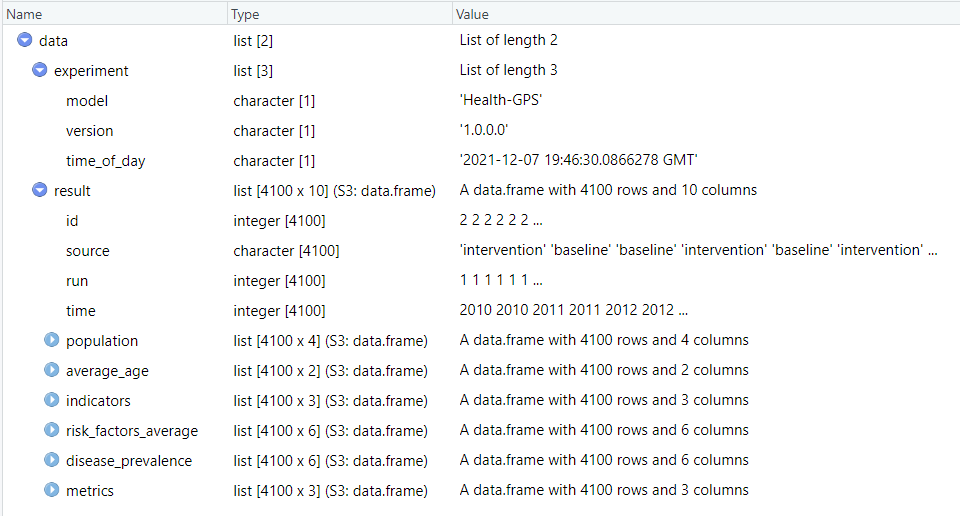 Name Type Value
data list [2] List of length 2
experiment list [3] List of length 3
model character [1] 'Health-GPS'
version character [1] '1.0.0.0'
time_of_day character [1] '2021-12-07 19:46:30.0866278 GMT'
result list [4100 x 10] (S3: data.frame) A data.frame with 4100 rows and 10 columns
id integer [4100] 2 2 2 2 2 2 ...
source character [4100] 'intervention' 'baseline' 'baseline' 'intervention' 'baseline' 'intervention' ...
run integer [4100] 1 1 1 1 1 1 ...
time integer [4100] 2010 2010 2011 2011 2012 2012 ...
population list [4100 x 4] (S3: data.frame) A data.frame with 4100 rows and 4 columns
average_age list [4100 x 2] (S3: data.frame) A data.frame with 4100 rows and 2 columns
indicators list [4100 x 3] (S3: data.frame) A data.frame with 4100 rows and 3 columns
risk_factors_average list [4100 x 6] (S3: data.frame) A data.frame with 4100 rows and 6 columns
disease_prevalence list [4100 x 6] (S3: data.frame) A data.frame with 4100 rows and 6 columns
metrics list [4100 x 3] (S3: data.frame) A data.frame with 4100 rows and 3 columns